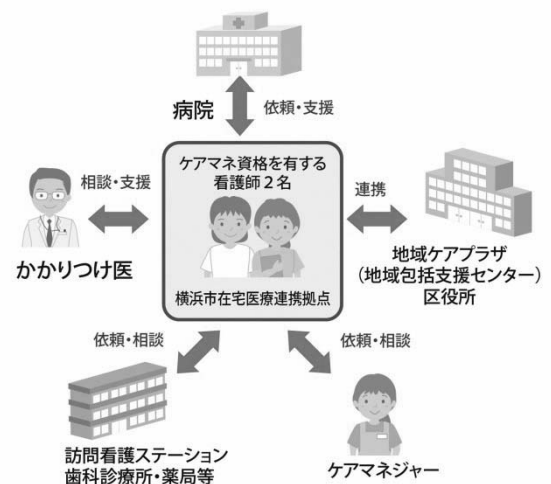 病院
依頼・支援
ケアマネ資格を有する
看護師2名
相談・支援
連携
かかりつけ医
横浜市在宅医療連携拠点
地域ケアプラザ
（地域包括支援センター）
区役所
依頼・相談
依頼・相談
訪問看護ステーション
歯科診療所・薬局等
ケアマネジャー